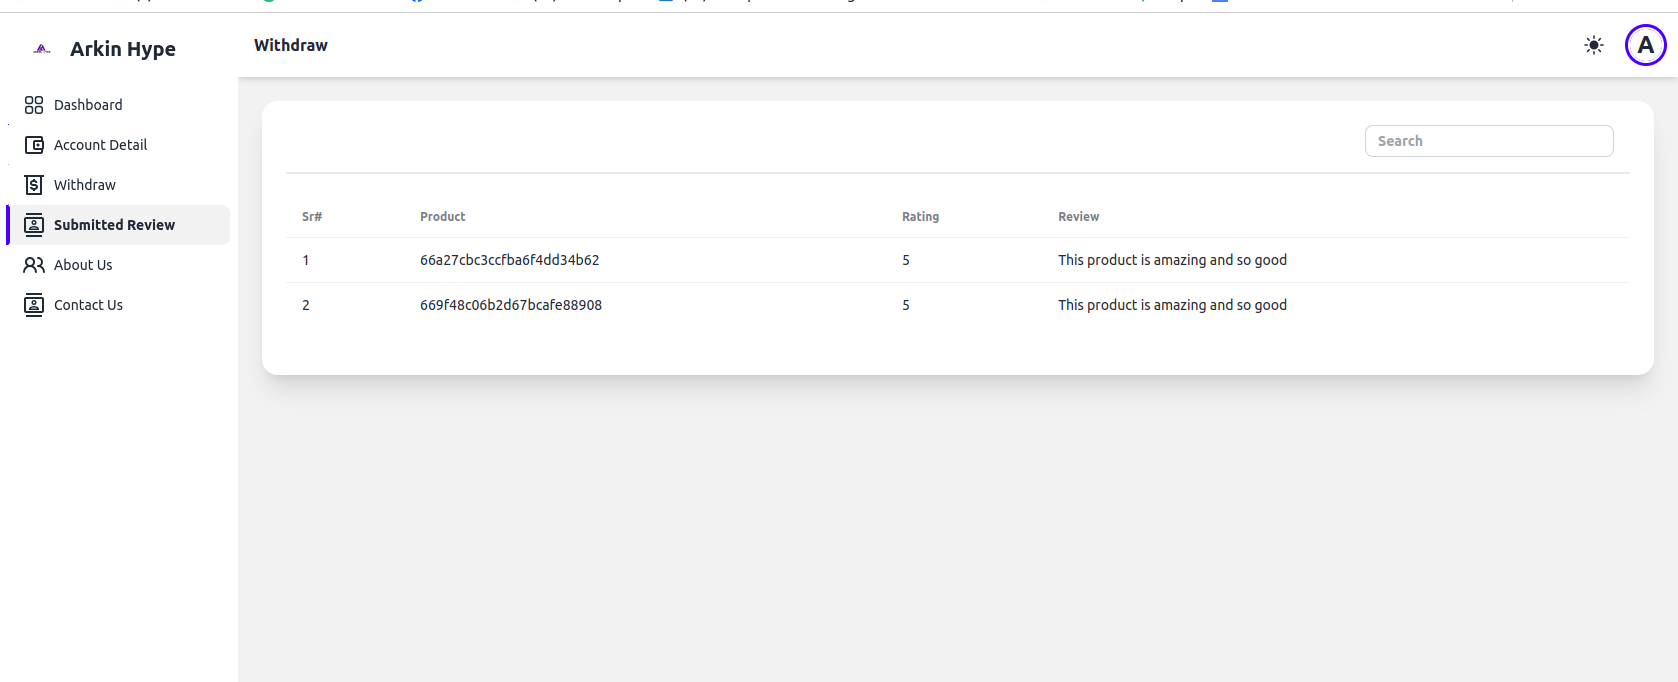 Arkin Hype
Withdraw
A
Dashboard
Account Detail
Withdraw
Submitted Review
About Us
Contact Us
Search
Sr# Product Rating Review
1 66a27cbc3ccfba6f4dd34b62 5 This product is amazing and so good
2 669f48c06b2d67bcafe88908 5 This product is amazing and so good